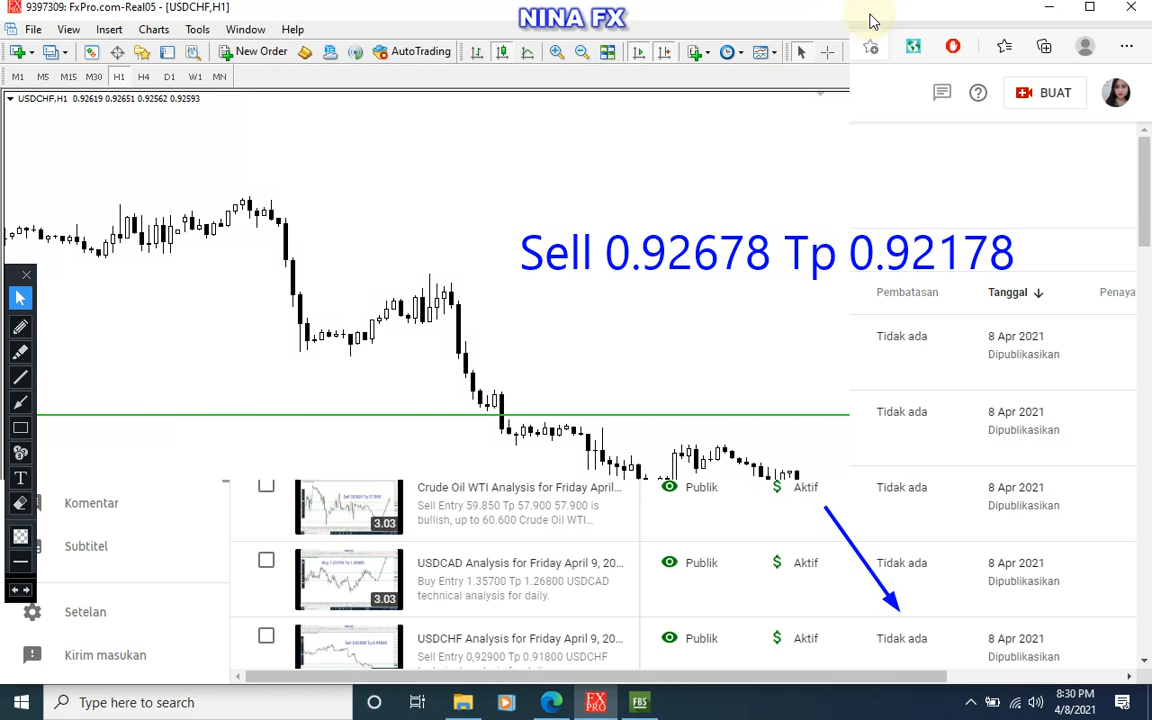 9397309: FxPro.com-Real05 - [USDCHF,H1]
NINA FX
File View Insert Charts Tools Window Help
New Order AutoTrading
M1 M5 M15 M30 H1 H4 D1 W1 MN
BUAT
USDCHF,H1 0.92619 0.92651 0.92562 0.92593
Sell 0.92678 Tp 0.92178
Pembatasan Tanggal Penaya
Tidak ada 8 Apr 2021
Dipublikasikan
Tidak ada 8 Apr 2021
Dipublikasikan
Komentar
Crude Oil WTI Analysis for Friday April... Publik $ Aktif Tidak ada 8 Apr 2021
Sell Entry 59.850 Tp 57.900 57.900 is Dipublikasikan
bullish, up to 60.600 Crude Oil WTI...
3.03
Subtitel
USDCAD Analysis for Friday April 9, 20... Publik $ Aktif Tidak ada 8 Apr 2021
Buy Entry 1.35700 Tp 1.26800 USDCAD Dipublikasikan
technical analysis for daily.
3.03
Setelan
USDCHF Analysis for Friday April 9, 20... Publik $ Aktif Tidak ada 8 Apr 2021
Sell Entry 0,92900 Tp 0.91800 USDCHF Dipublikasikan
Kirim masukan
Type here to search
FX PRO
FBS
8:30 PM
4/8/2021